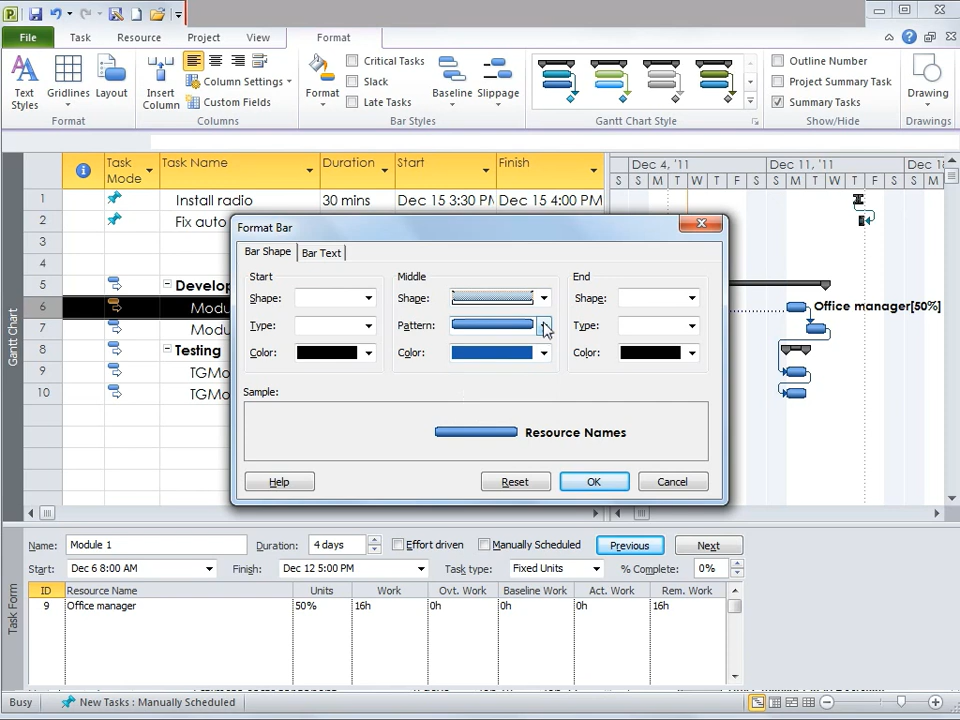 File Task Resource Project View Format
Text Styles Gridlines Layout Insert Column Column Settings Custom Fields Format Critical Tasks Slack Late Tasks Baseline Slippage Outline Number Project Summary Task Summary Tasks Drawing
Format Columns Bar Styles Gantt Chart Style Show/Hide Drawings
Task Mode Task Name Duration Start Finish Dec 4, '11 Dec 11, '11 Dec 1
S S M T W T F S S M T W T F S S M
1 Install radio 30 mins Dec 15 3:30 PM Dec 15 4:00 PM
2 Fix auto
3
4
5 Develop
6 Modu Office manager[50%]
7 Modu
8 Testing
9 TGMo
10 TGMo
Gantt Chart
Format Bar
Bar Shape Bar Text
Start Middle End
Shape: Shape: Shape:
Type: Pattern: Type:
Color: Color: Color:
Sample:
Resource Names
Help Reset OK Cancel
Name: Module 1 Duration: 4 days Effort driven Manually Scheduled Previous Next
Start: Dec 6 8:00 AM Finish: Dec 12 5:00 PM Task type: Fixed Units % Complete: 0%
ID Resource Name Units Work Ovt. Work Baseline Work Act. Work Rem. Work
9 Office manager 50% 16h 0h 0h 0h 16h
Task Form
Busy New Tasks : Manually Scheduled